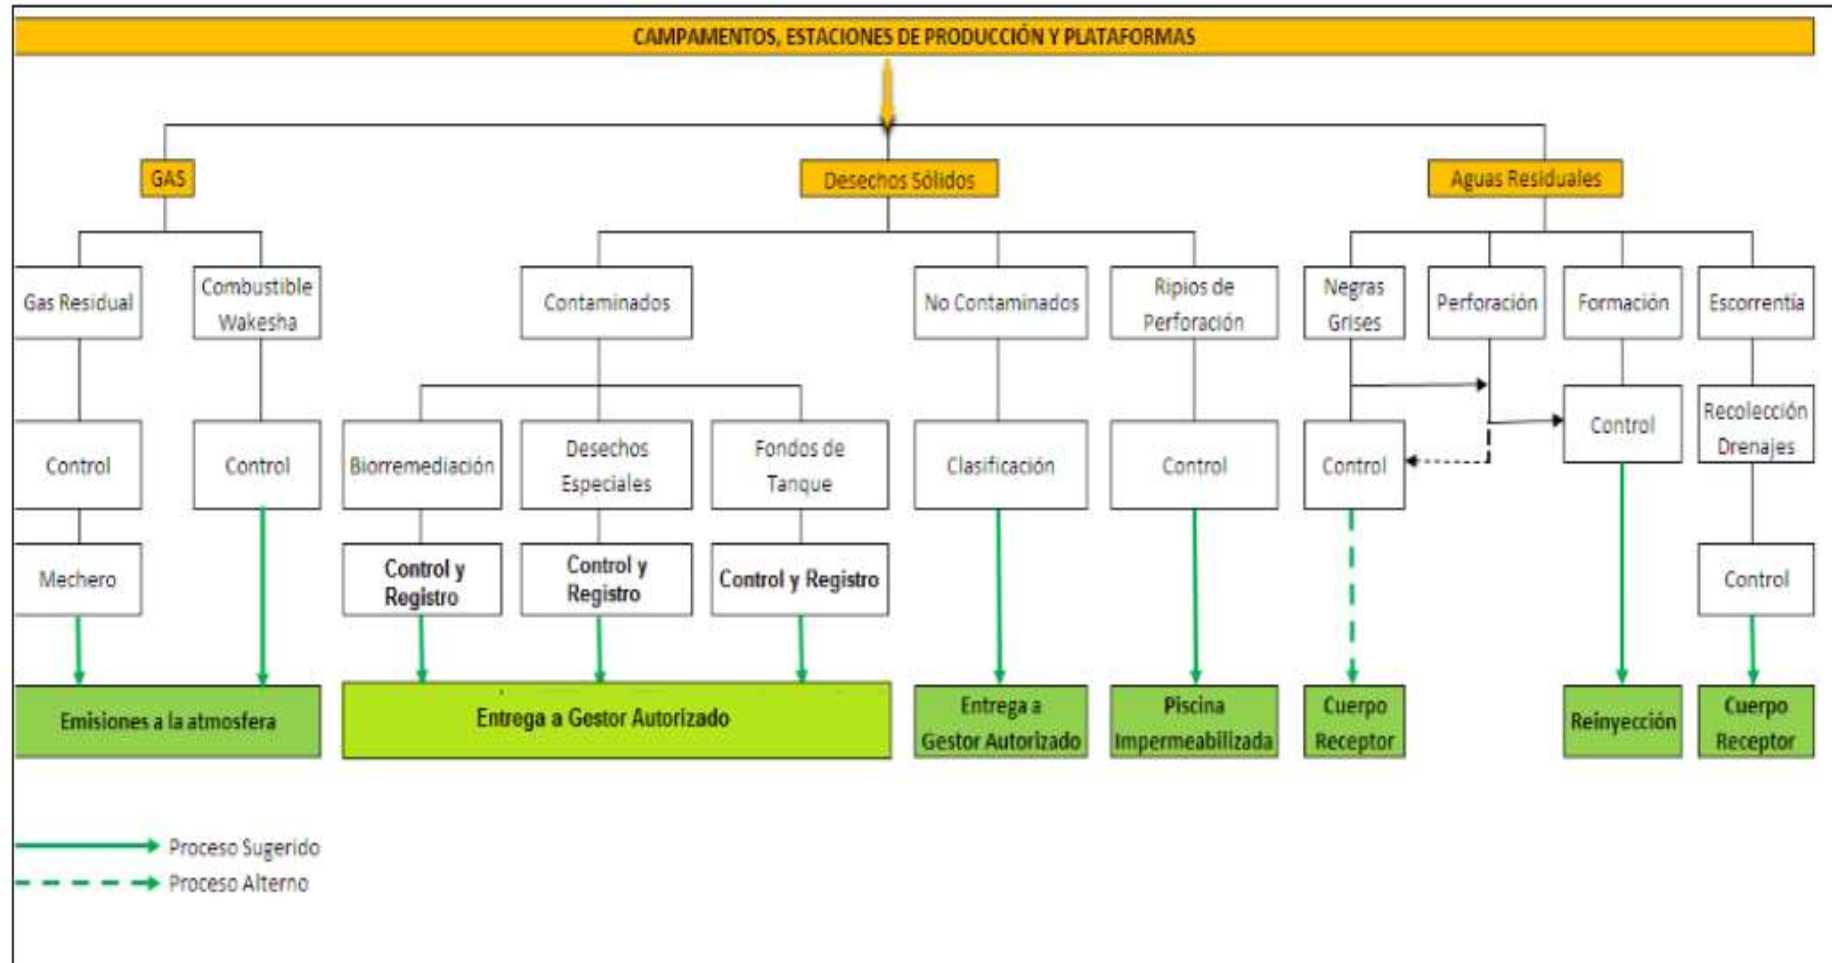 CAMPAMENTOS, ESTACIONES DE PRODUCCIÓN Y PLATAFORMAS
GAS
Desechos Sólidos
Aguas Residuales
Gas Residual
Combustible
Wakesha
Contaminados
No Contaminados
Ripios de
Perforación
Negras
Grises
Perforación
Formación
Escorrentía
Control
Control
Biorremediación
Desechos
Especiales
Fondos de
Tanque
Clasificación
Control
Control
Control
Recolección
Drenajes
Mechero
Control y
Registro
Control y
Registro
Control y Registro
Control
Emisiones a la atmosfera
Entrega a Gestor Autorizado
Entrega a
Gestor Autorizado
Piscina
Impermeabilizada
Cuerpo
Receptor
Reinyección
Cuerpo
Receptor
Proceso Sugerido
Proceso Alterno